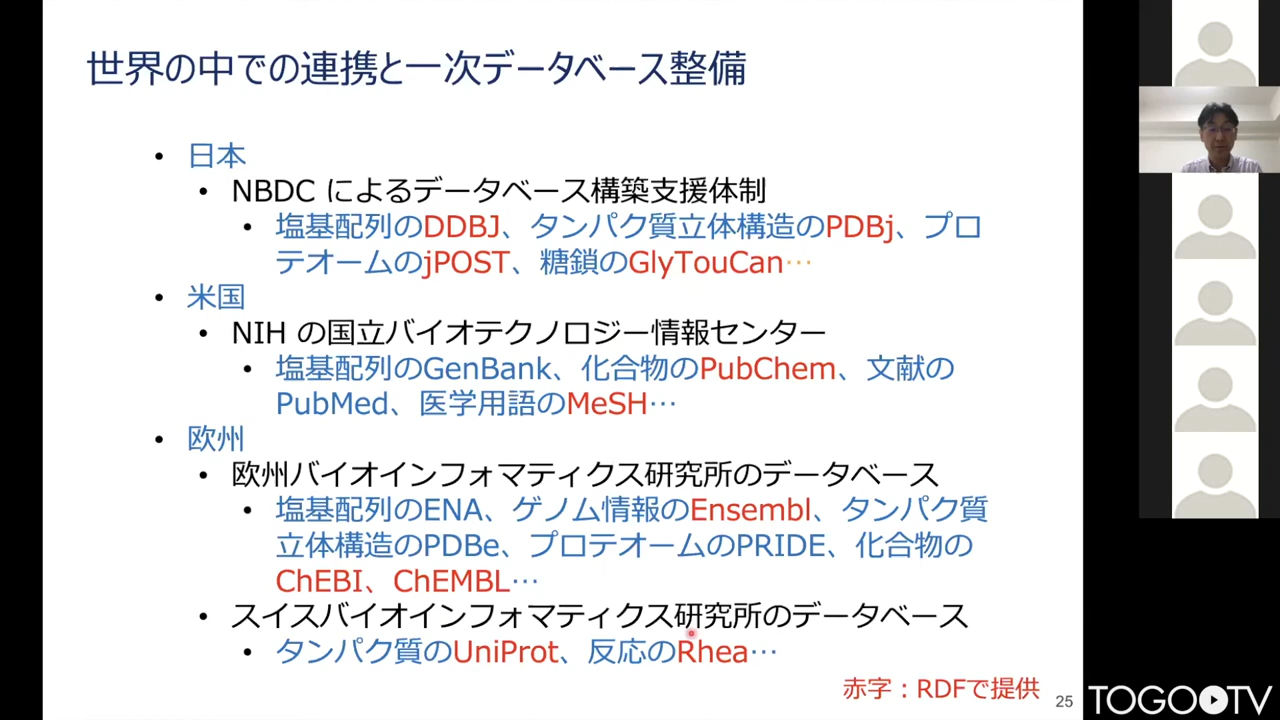 世界の中での連携と一次データベース整備
• 日本
• NBDC によるデータベース構築支援体制
• 塩基配列のDDBJ、タンパク質立体構造のPDBj、プロ
テオームのjPOST、糖鎖のGlyTouCan…
• 米国
• NIH の国立バイオテクノロジー情報センター
• 塩基配列のGenBank、化合物のPubChem、文献の
PubMed、医学用語のMeSH…
• 欧州
• 欧州バイオインフォマティクス研究所のデータベース
• 塩基配列のENA、ゲノム情報のEnsembl、タンパク質
立体構造のPDBe、プロテオームのPRIDE、化合物の
ChEBI、ChEMBL…
• スイスバイオインフォマティクス研究所のデータベース
• タンパク質のUniProt、反応のRhea…
赤字：RDFで提供
25
TOGOTV